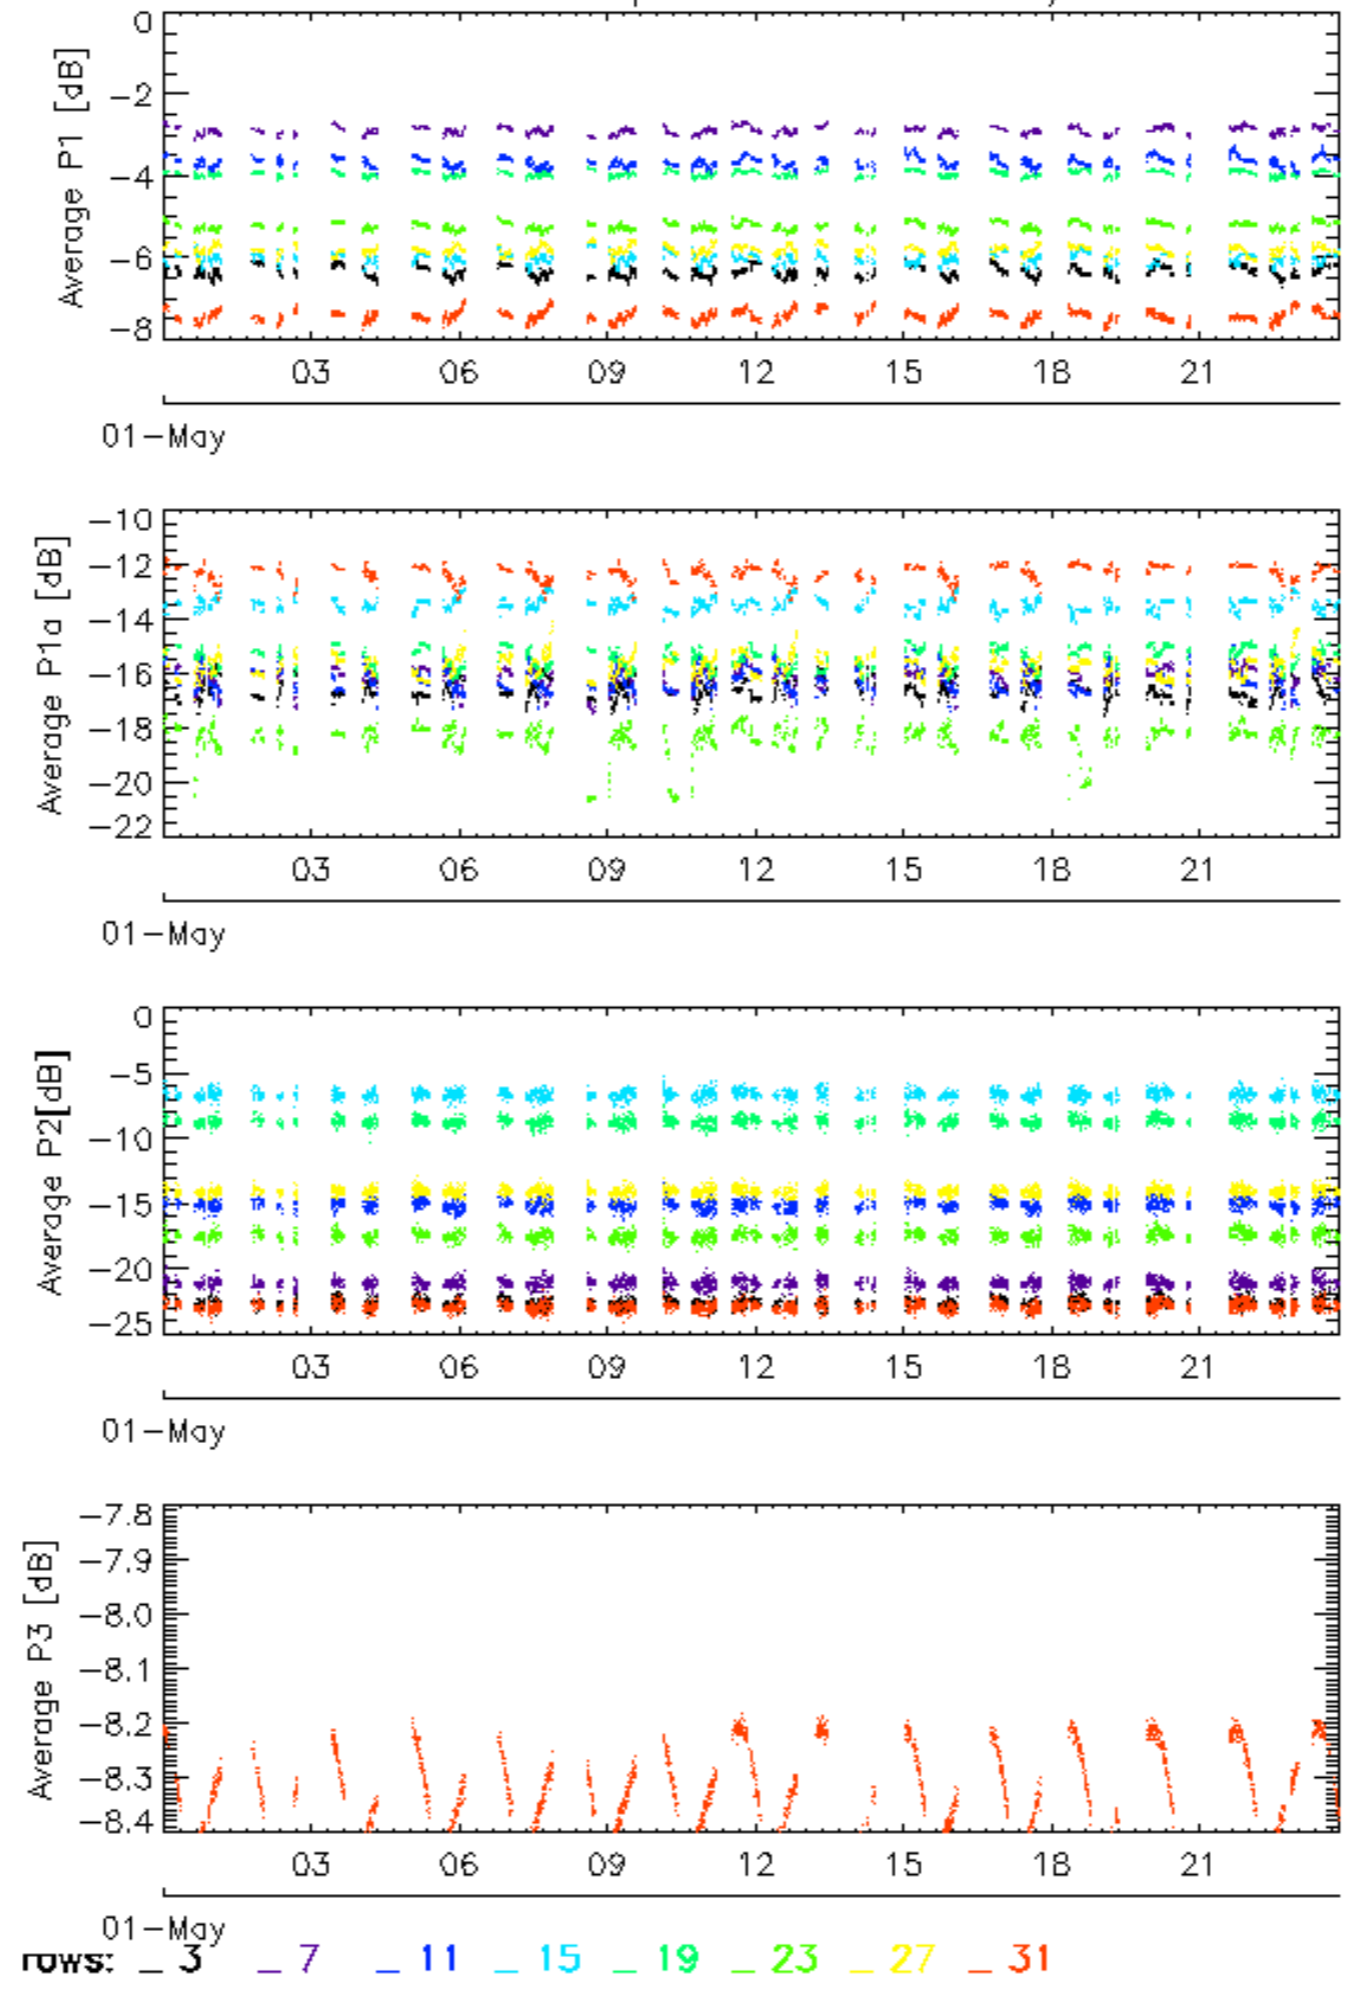 Average P1 [dB]
0
−2
−4
−6
−8
03 06 09 12 15 18 21
01−May
Average P1a [dB]
−10
−12
−14
−16
−18
−20
−22
03 06 09 12 15 18 21
01−May
Average P2[dB]
0
−5
−10
−15
−20
−25
03 06 09 12 15 18 21
01−May
Average P3 [dB]
−7.8
−7.9
−8.0
−8.1
−8.2
−8.3
−8.4
03 06 09 12 15 18 21
01−May
rows: _ 3 _ 7 _ 11 _ 15 _ 19 _ 23 _ 27 _ 31